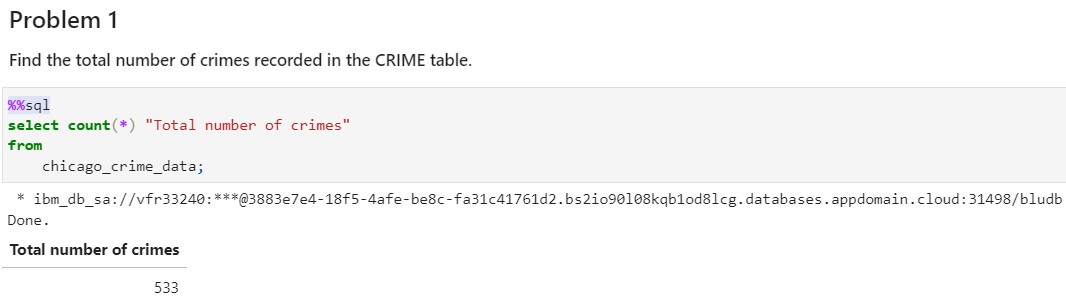 Problem 1
Find the total number of crimes recorded in the CRIME table.
%%sql
select count(*) "Total number of crimes"
from
chicago_crime_data;
* ibm_db_sa://vfr33240:***@3883e7e4-18f5-4afe-be8c-fa31c41761d2.bs2io90l08kqb1od8lcg.databases.appdomain.cloud:31498/bludb
Done.
Total number of crimes
533